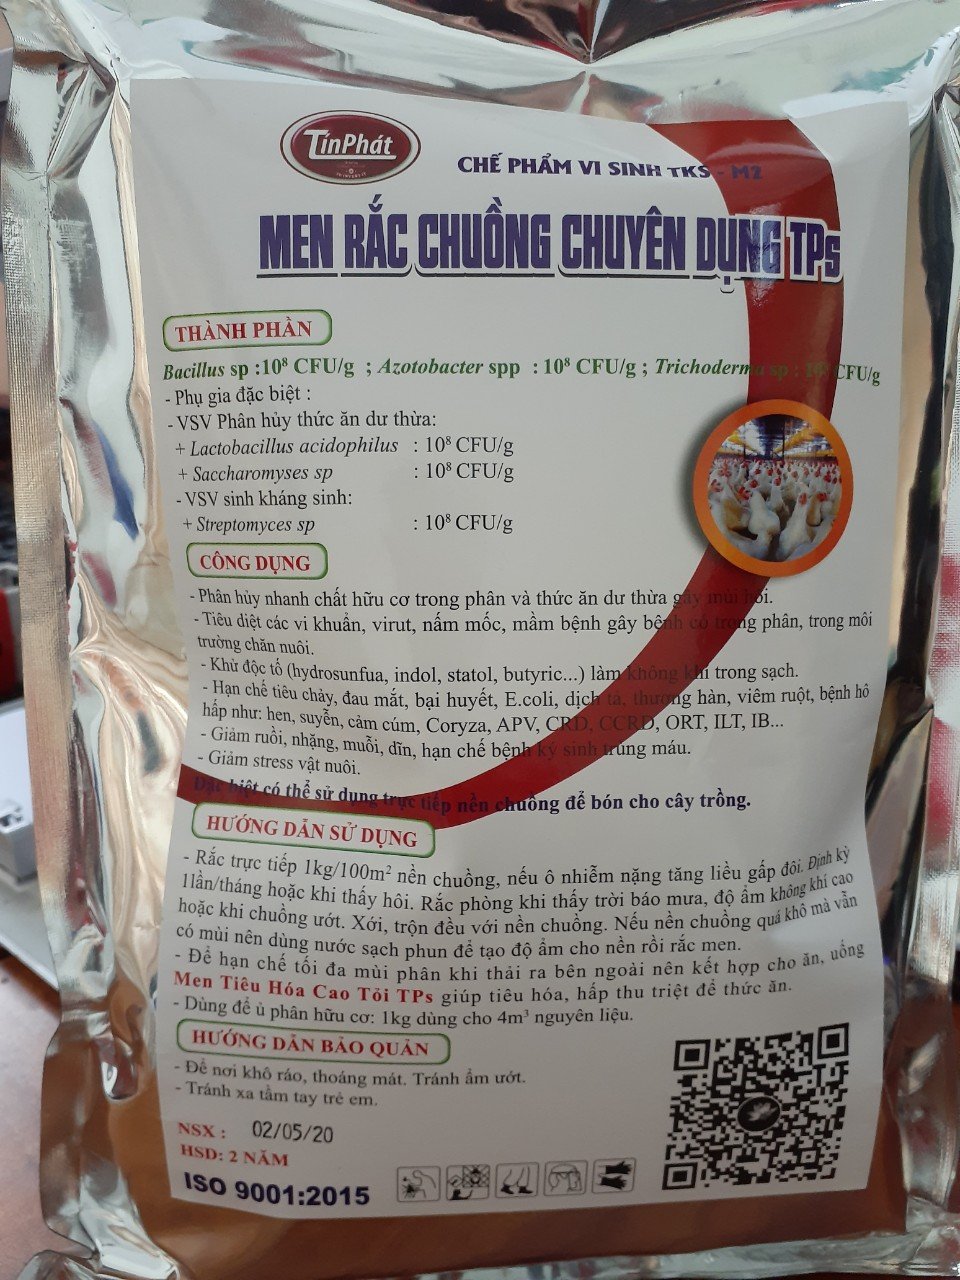 TínPhát
CHẾ PHẨM VI SINH TKS - M2
MEN RẮC CHUỒNG CHUYÊN DỤNG TPs
THÀNH PHẦN
Bacillus sp :10⁸ CFU/g ; Azotobacter spp : 10⁸ CFU/g ; Trichoderma sp : 10⁸ CFU/g
- Phụ gia đặc biệt :
- VSV Phân hủy thức ăn dư thừa:
+ Lactobacillus acidophilus : 10⁸ CFU/g
+ Saccharomyses sp : 10⁸ CFU/g
- VSV sinh kháng sinh:
+ Streptomyces sp : 10⁸ CFU/g
CÔNG DỤNG
- Phân hủy nhanh chất hữu cơ trong phân và thức ăn dư thừa gây mùi hôi.
- Tiêu diệt các vi khuẩn, virut, nấm mốc, mầm bệnh gây bệnh có trong phân, trong môi
trường chăn nuôi.
- Khử độc tố (hydrosunfua, indol, statol, butyric...) làm không khí trong sạch.
- Hạn chế tiêu chảy, đau mắt, bại huyết, E.coli, dịch tả, thương hàn, viêm ruột, bệnh hô
hấp như: hen, suyễn, cảm cúm, Coryza, APV, CRD, CCRD, ORT, ILT, IB...
- Giảm ruồi, nhặng, muỗi, dĩn, hạn chế bệnh ký sinh trùng máu.
- Giảm stress vật nuôi.
Đặc biệt có thể sử dụng trực tiếp nền chuồng để bón cho cây trồng.
HƯỚNG DẪN SỬ DỤNG
- Rắc trực tiếp 1kg/100m² nền chuồng, nếu ô nhiễm nặng tăng liều gấp đôi. Định kỳ
1lần/tháng hoặc khi thấy hôi. Rắc phòng khi thấy trời báo mưa, độ ẩm không khí cao
hoặc khi chuồng ướt. Xới, trộn đều với nền chuồng. Nếu nền chuồng quá khô mà vẫn
có mùi nên dùng nước sạch phun để tạo độ ẩm cho nền rồi rắc men.
- Để hạn chế tối đa mùi phân khi thải ra bên ngoài nên kết hợp cho ăn, uống
Men Tiêu Hóa Cao Tỏi TPs giúp tiêu hóa, hấp thu triệt để thức ăn.
- Dùng để ủ phân hữu cơ: 1kg dùng cho 4m³ nguyên liệu.
HƯỚNG DẪN BẢO QUẢN
- Để nơi khô ráo, thoáng mát. Tránh ẩm ướt.
- Tránh xa tầm tay trẻ em.
NSX : 02/05/20
HSD: 2 NĂM
ISO 9001:2015